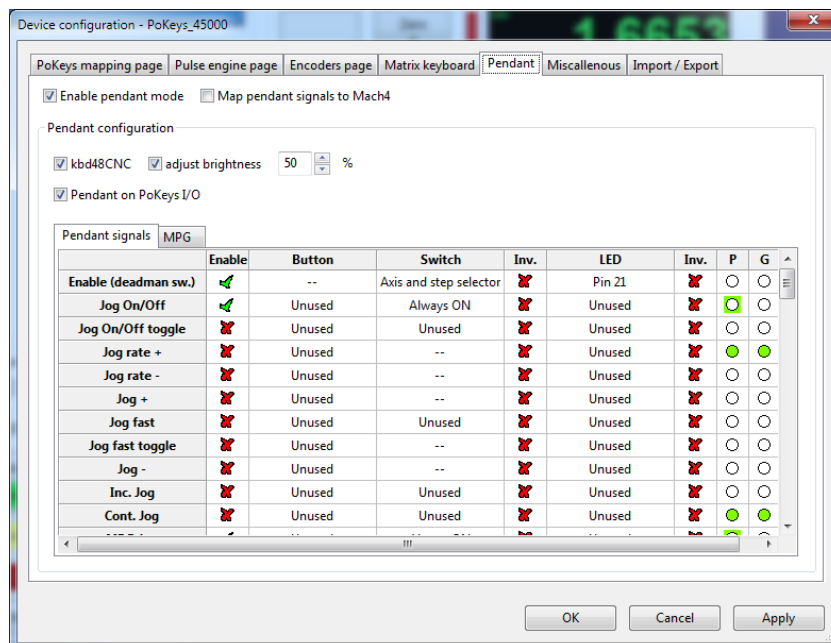 Device configuration - PoKeys_45000
1.6653
PoKeys mapping page Pulse engine page Encoders page Matrix keyboard Pendant Miscallenous Import / Export
Enable pendant mode Map pendant signals to Mach4
Pendant configuration
kbd48CNC adjust brightness 50 %
Pendant on PoKeys I/O
Pendant signals MPG
Enable Button Switch Inv. LED Inv. P G
Enable (deadman sw.) -- Axis and step selector Pin 21
Jog On/Off Unused Always ON Unused
Jog On/Off toggle Unused Unused Unused
Jog rate + Unused -- Unused
Jog rate - Unused -- Unused
Jog + Unused -- Unused
Jog fast Unused Unused Unused
Jog fast toggle Unused -- Unused
Jog - Unused -- Unused
Inc. Jog Unused Unused Unused
Cont. Jog Unused Unused Unused
OK Cancel Apply